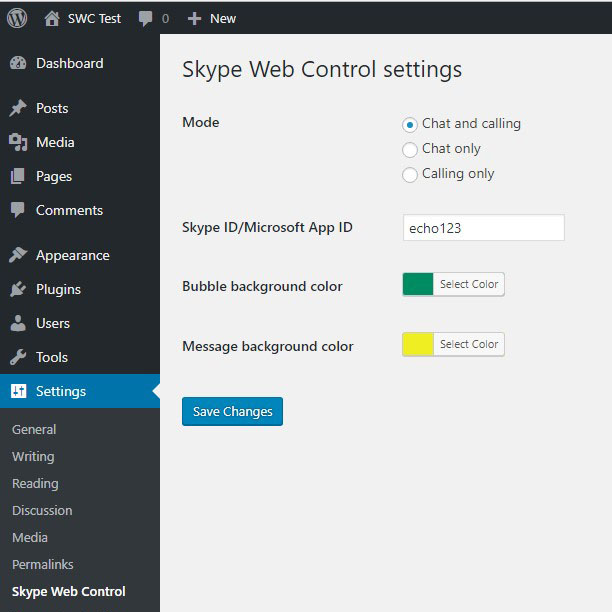 SWC Test 0 + New
Dashboard
Posts
Media
Pages
Comments
Appearance
Plugins
Users
Tools
Settings
General
Writing
Reading
Discussion
Media
Permalinks
Skype Web Control
Skype Web Control settings
Mode
Chat and calling
Chat only
Calling only
Skype ID/Microsoft App ID
echo123
Bubble background color
Select Color
Message background color
Select Color
Save Changes